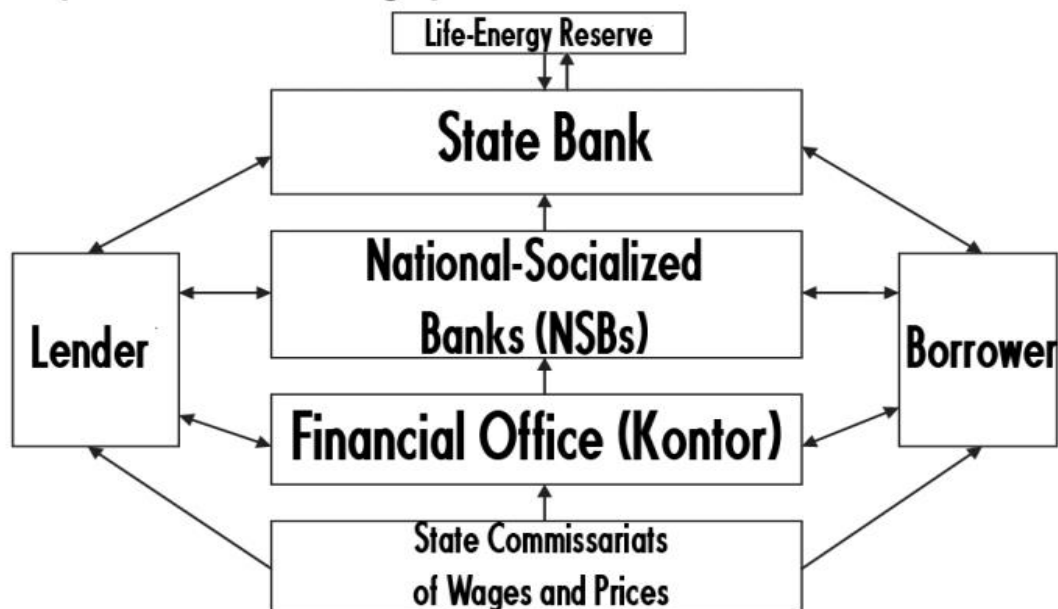 Life-Energy Reserve
State Bank
National-Socialized
Banks (NSBs)
Lender
Borrower
Financial Office (Kontor)
State Commissariats
of Wages and Prices